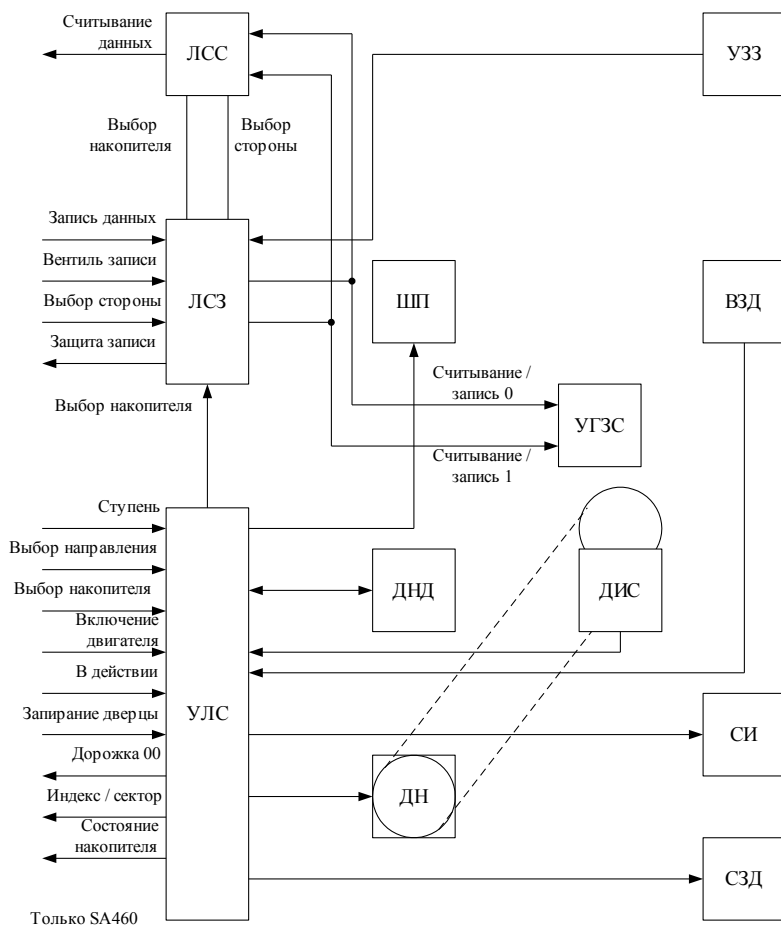 Считывание
данных
ЛСС
УЗЗ
Выбор
накопителя
Выбор
стороны
Запись данных
Вентиль записи
Выбор стороны
Защита записи
ЛСЗ
ШП
ВЗД
Выбор накопителя
Считывание /
запись 0
УГЗС
Считывание /
запись 1
Ступень
Выбор направления
Выбор накопителя
Включение
двигателя
В действии
Запирание дверцы
Дорожка 00
Индекс / сектор
Состояние
накопителя
УЛС
ДНД
ДИС
СИ
ДН
СЗД
Только SA460